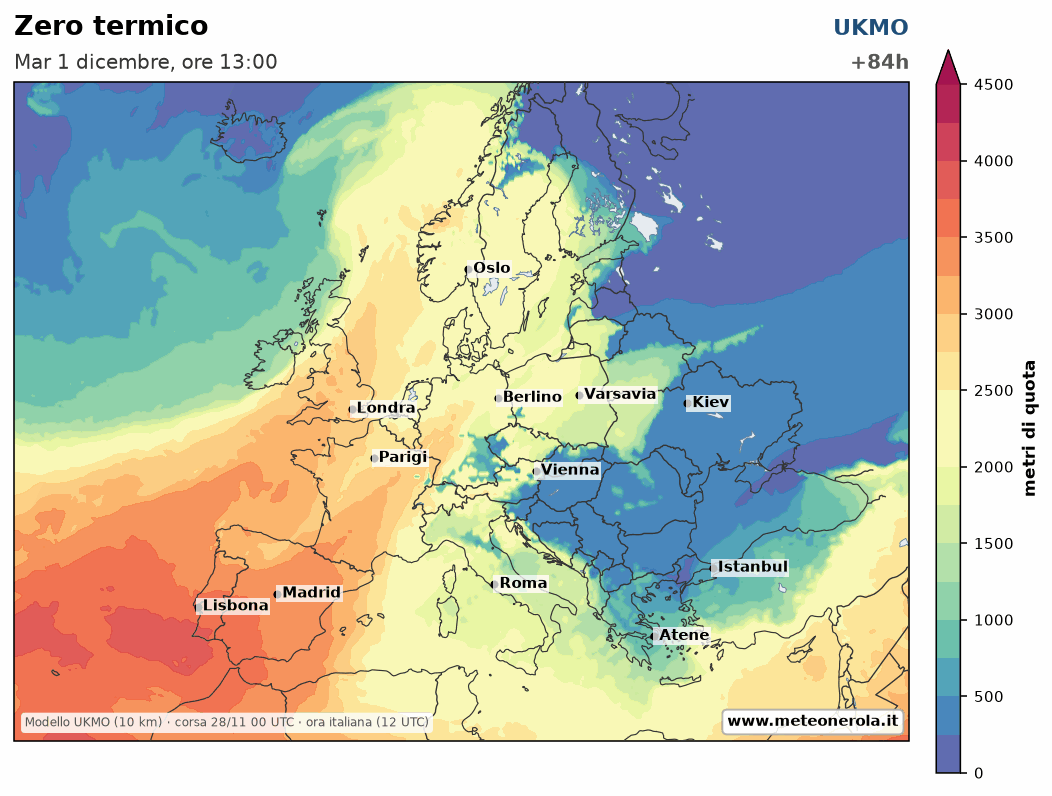 Zero termico
UKMO
Mar 1 dicembre, ore 13:00
+84h
4500
4000
3500
3000
2500
2000
1500
1000
500
0
metri di quota
Oslo
Berlino
Varsavia
Kiev
Londra
Parigi
Vienna
Istanbul
Roma
Madrid
Lisbona
Atene
Modello UKMO (10 km) · corsa 28/11 00 UTC · ora italiana (12 UTC)
www.meteonerola.it